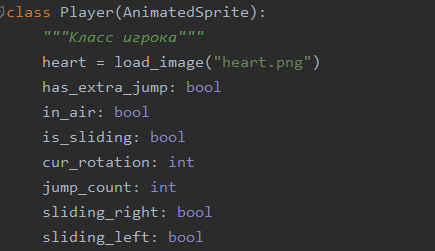 class Player(AnimatedSprite):
"""Класс игрока"""
heart = load_image("heart.png")
has_extra_jump: bool
in_air: bool
is_sliding: bool
cur_rotation: int
jump_count: int
sliding_right: bool
sliding_left: bool